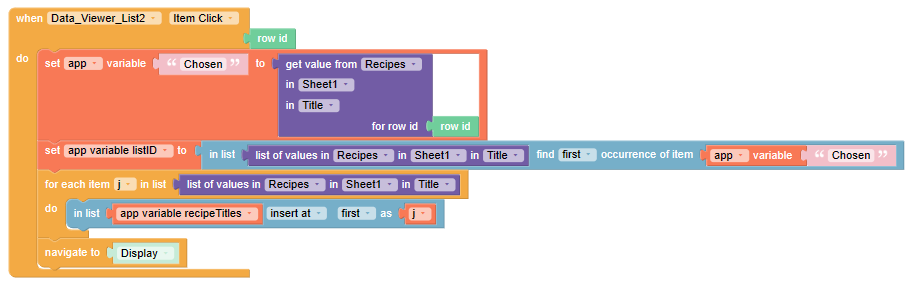 when Data_Viewer_List2 Item Click
row id
do set app variable “ Chosen ” to get value from Recipes
in Sheet1
in Title
for row id row id
set app variable listID to in list list of values in Recipes in Sheet1 in Title find first occurrence of item app variable “ Chosen ”
for each item j in list list of values in Recipes in Sheet1 in Title
do in list app variable recipeTitles insert at first as j
navigate to Display